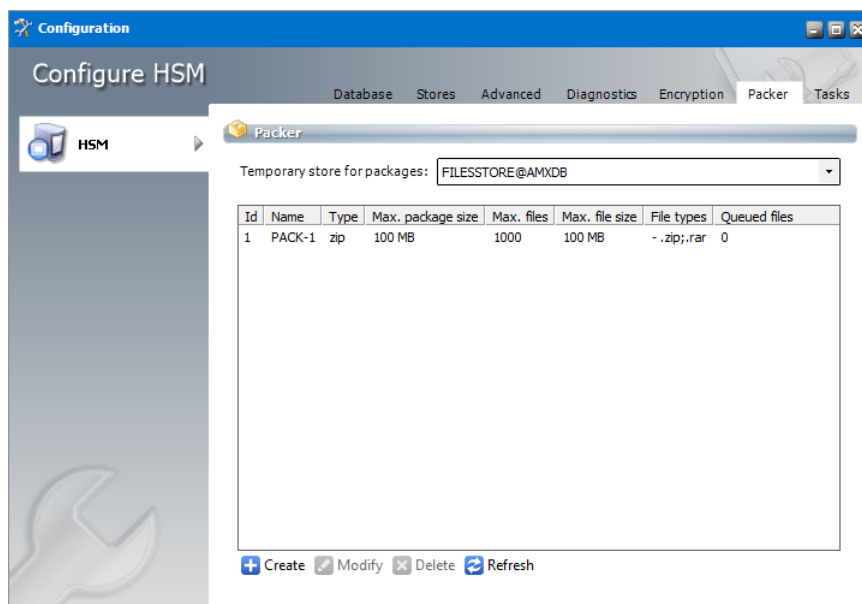 Configuration
Configure HSM
Database Stores Advanced Diagnostics Encryption Packer Tasks
HSM
Packer
Temporary store for packages: FILESSTORE@AMXDB
Id Name Type Max. package size Max. files Max. file size File types Queued files
1 PACK-1 zip 100 MB 1000 100 MB - .zip;.rar 0
Create Modify Delete Refresh